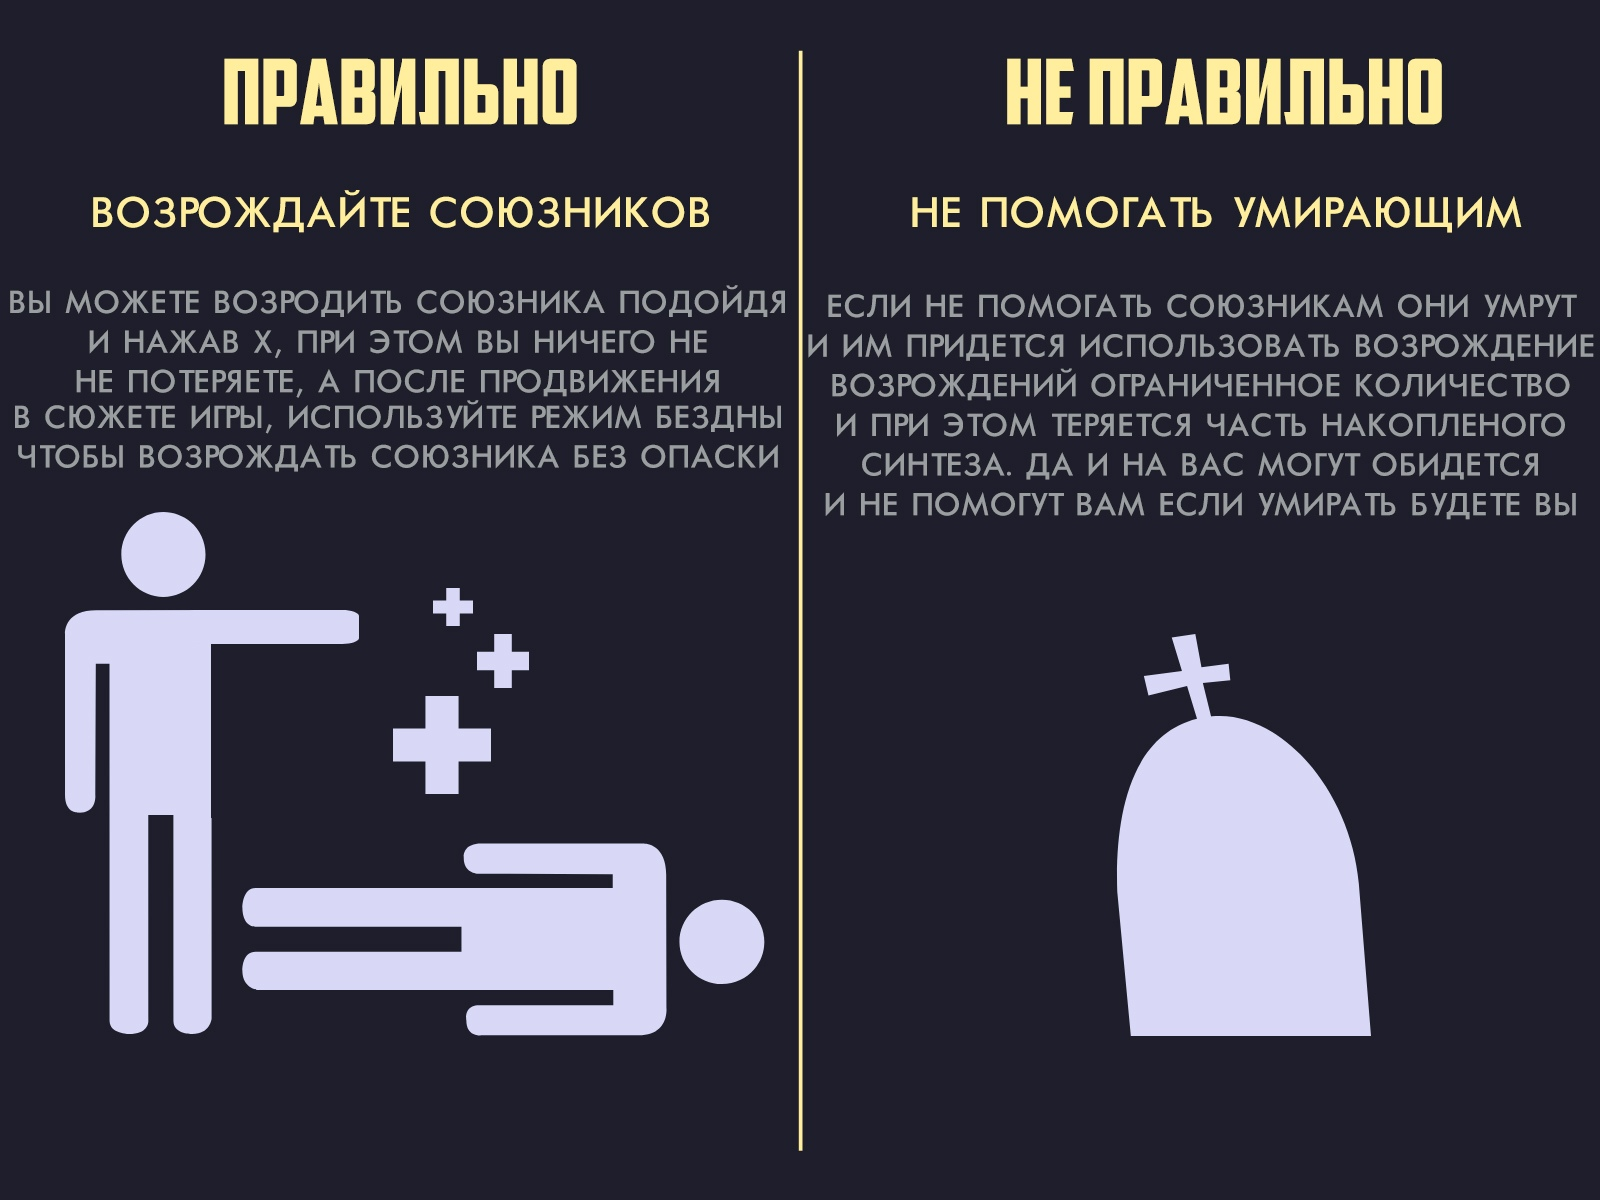 ПРАВИЛЬНО
ВОЗРОЖДАЙТЕ СОЮЗНИКОВ
ВЫ МОЖЕТЕ ВОЗРОДИТЬ СОЮЗНИКА ПОДОЙДЯ
И НАЖАВ X, ПРИ ЭТОМ ВЫ НИЧЕГО НЕ
НЕ ПОТЕРЯЕТЕ, А ПОСЛЕ ПРОДВИЖЕНИЯ
В СЮЖЕТЕ ИГРЫ, ИСПОЛЬЗУЙТЕ РЕЖИМ БЕЗДНЫ
ЧТОБЫ ВОЗРОЖДАТЬ СОЮЗНИКА БЕЗ ОПАСКИ
НЕ ПРАВИЛЬНО
НЕ ПОМОГАТЬ УМИРАЮЩИМ
ЕСЛИ НЕ ПОМОГАТЬ СОЮЗНИКАМ ОНИ УМРУТ
И ИМ ПРИДЕТСЯ ИСПОЛЬЗОВАТЬ ВОЗРОЖДЕНИЕ
ВОЗРОЖДЕНИЙ ОГРАНИЧЕННОЕ КОЛИЧЕСТВО
И ПРИ ЭТОМ ТЕРЯЕТСЯ ЧАСТЬ НАКОПЛЕНОГО
СИНТЕЗА. ДА И НА ВАС МОГУТ ОБИДЕТСЯ
И НЕ ПОМОГУТ ВАМ ЕСЛИ УМИРАТЬ БУДЕТЕ ВЫ